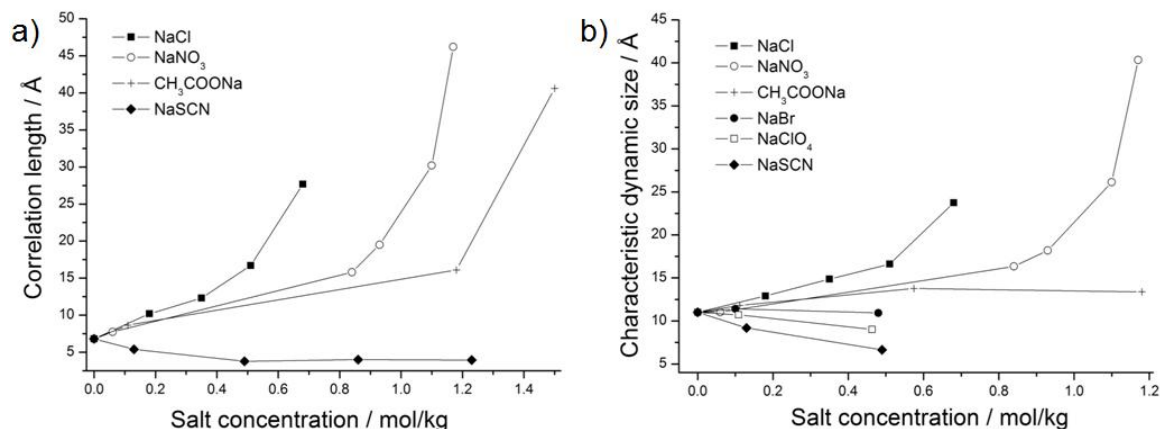 a)
NaCl
NaNO₃
CH₃COONa
NaSCN
50
45
40
35
30
25
20
15
10
5
0.0 0.2 0.4 0.6 0.8 1.0 1.2 1.4
Correlation length / Å
Salt concentration / mol/kg
b)
NaCl
NaNO₃
CH₃COONa
NaBr
NaClO₄
NaSCN
45
40
35
30
25
20
15
10
5
0.0 0.2 0.4 0.6 0.8 1.0 1.2
Characteristic dynamic size / Å
Salt concentration / mol/kg